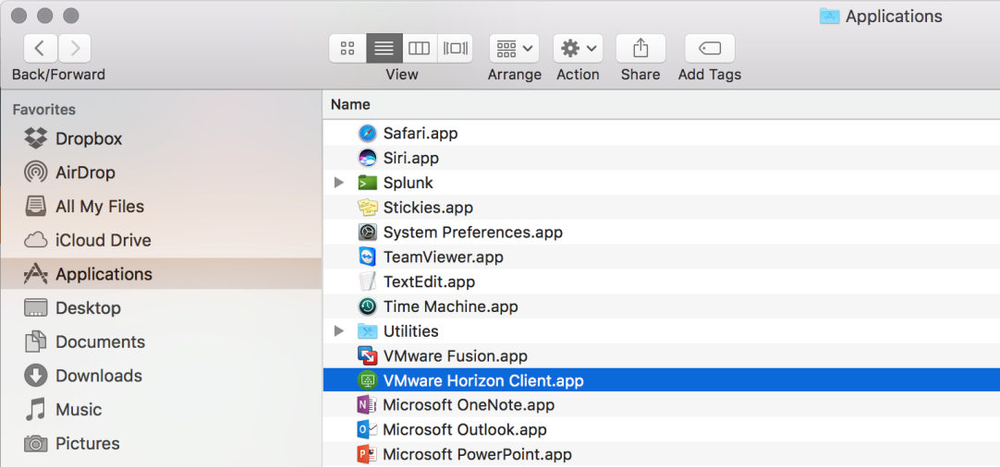 Applications
Back/Forward
View
Arrange
Action
Share
Add Tags
Favorites
Dropbox
AirDrop
All My Files
iCloud Drive
Applications
Desktop
Documents
Downloads
Music
Pictures
Name
Safari.app
Siri.app
Splunk
Stickies.app
System Preferences.app
TeamViewer.app
TextEdit.app
Time Machine.app
Utilities
VMware Fusion.app
VMware Horizon Client.app
Microsoft OneNote.app
Microsoft Outlook.app
Microsoft PowerPoint.app